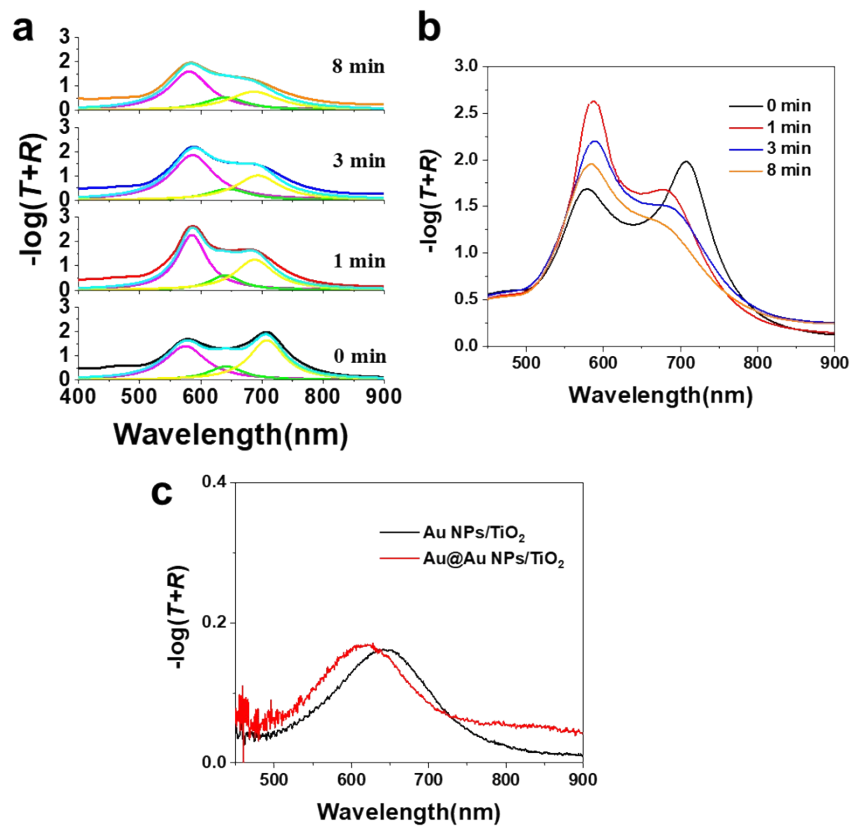 a
-log(T+R)
3
2
1
0
8 min
3
2
1
0
3 min
3
2
1
0
1 min
3
2
1
0
0 min
400 500 600 700 800 900
Wavelength(nm)
b
-log(T+R)
3.0
2.5
2.0
1.5
1.0
0.5
0.0
0 min
1 min
3 min
8 min
500 600 700 800 900
Wavelength(nm)
c
-log(T+R)
0.4
0.2
0.0
Au NPs/TiO₂
Au@Au NPs/TiO₂
500 600 700 800 900
Wavelength(nm)